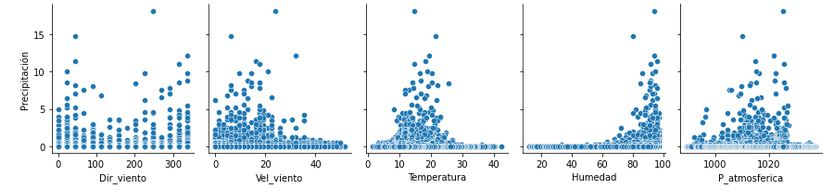 Precipitación
15
10
5
0
0 100 200 300
0 20 40
0 10 20 30 40
20 40 60 80 100
1000 1020
Dir_viento Vel_viento Temperatura Humedad P_atmosferica